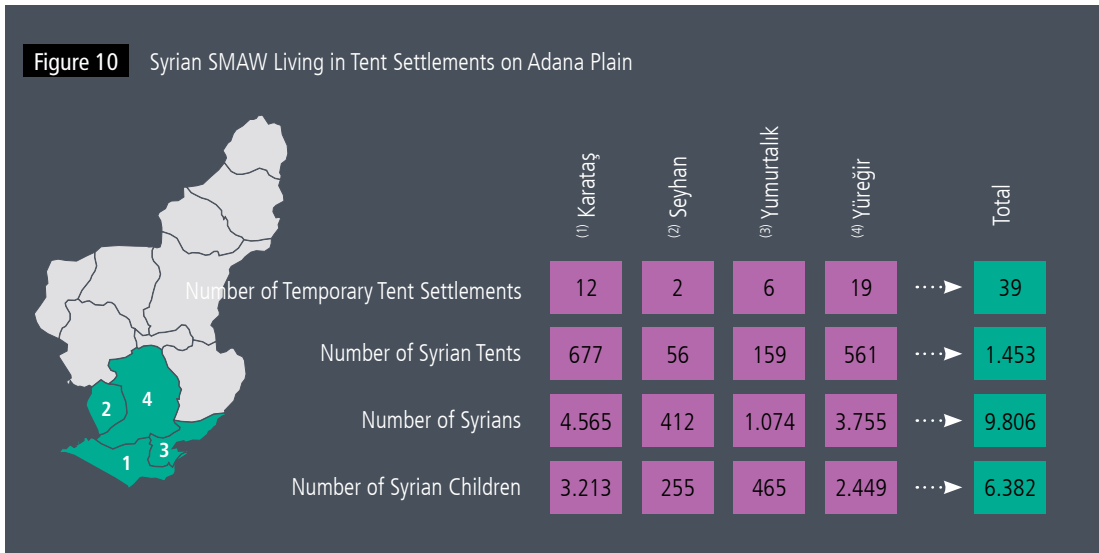 Figure 10 Syrian SMAW Living in Tent Settlements on Adana Plain
(1) Karataş (2) Seyhan (3) Yumurtalık (4) Yüreğir Total
Number of Temporary Tent Settlements 12 2 6 19 39
Number of Syrian Tents 677 56 159 561 1.453
Number of Syrians 4.565 412 1.074 3.755 9.806
Number of Syrian Children 3.213 255 465 2.449 6.382
2 4
1 3